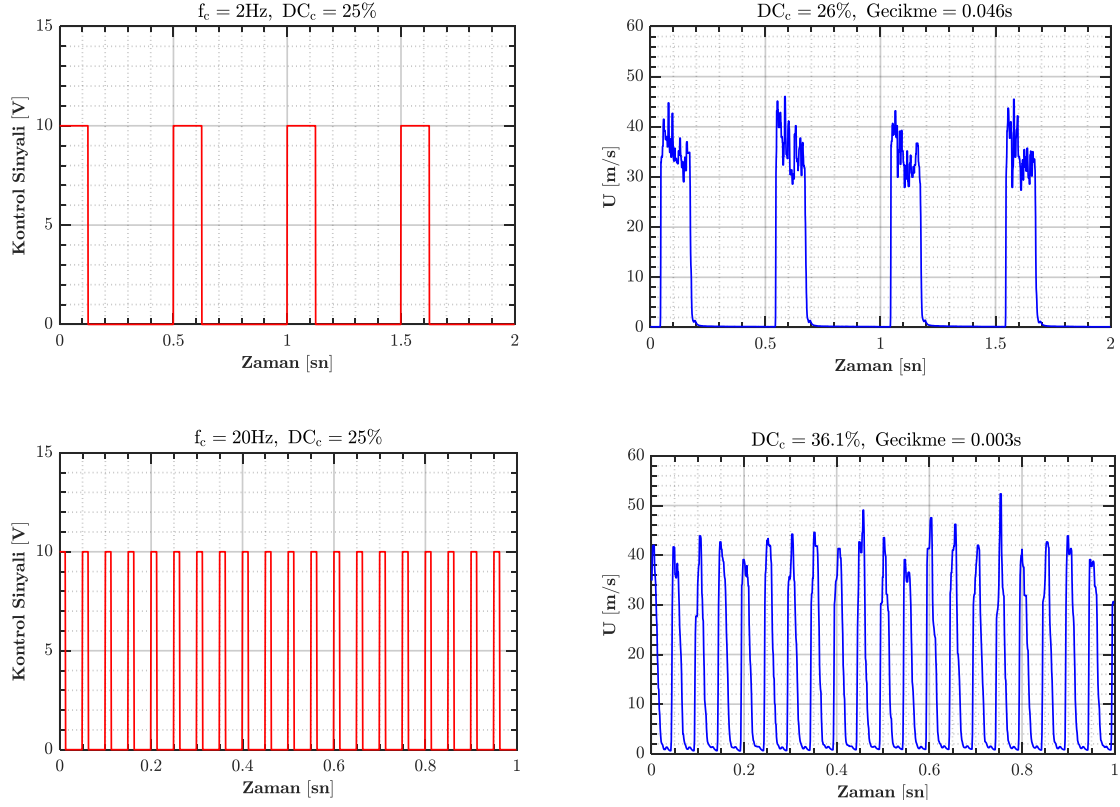 f_c = 2Hz, DC_c = 25%
15
10
5
0
Kontrol Sinyali [V]
0 0.5 1 1.5 2
Zaman [sn]
DC_c = 26%, Gecikme = 0.046s
60
50
40
30
20
10
0
U [m/s]
0 0.5 1 1.5 2
Zaman [sn]
f_c = 20Hz, DC_c = 25%
15
10
5
0
Kontrol Sinyali [V]
0 0.2 0.4 0.6 0.8 1
Zaman [sn]
DC_c = 36.1%, Gecikme = 0.003s
60
50
40
30
20
10
0
U [m/s]
0 0.2 0.4 0.6 0.8 1
Zaman [sn]